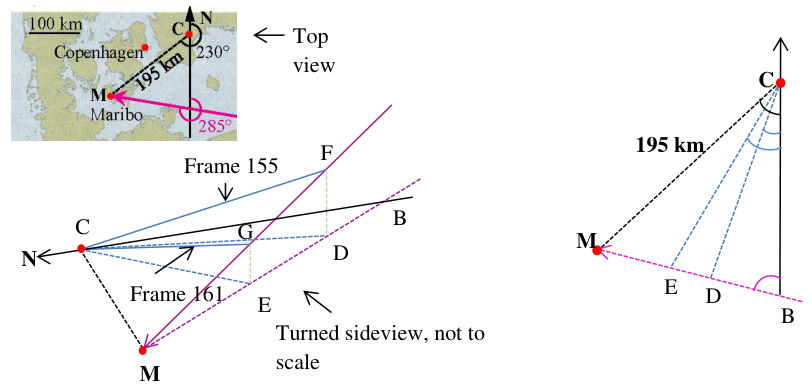 100 km
N
C
Copenhagen
230°
195 km
M
Maribo
285°
Top
view
Frame 155
F
C
G
B
N
D
Frame 161
E
Turned sideview, not to
scale
M
C
195 km
M
E
D
B